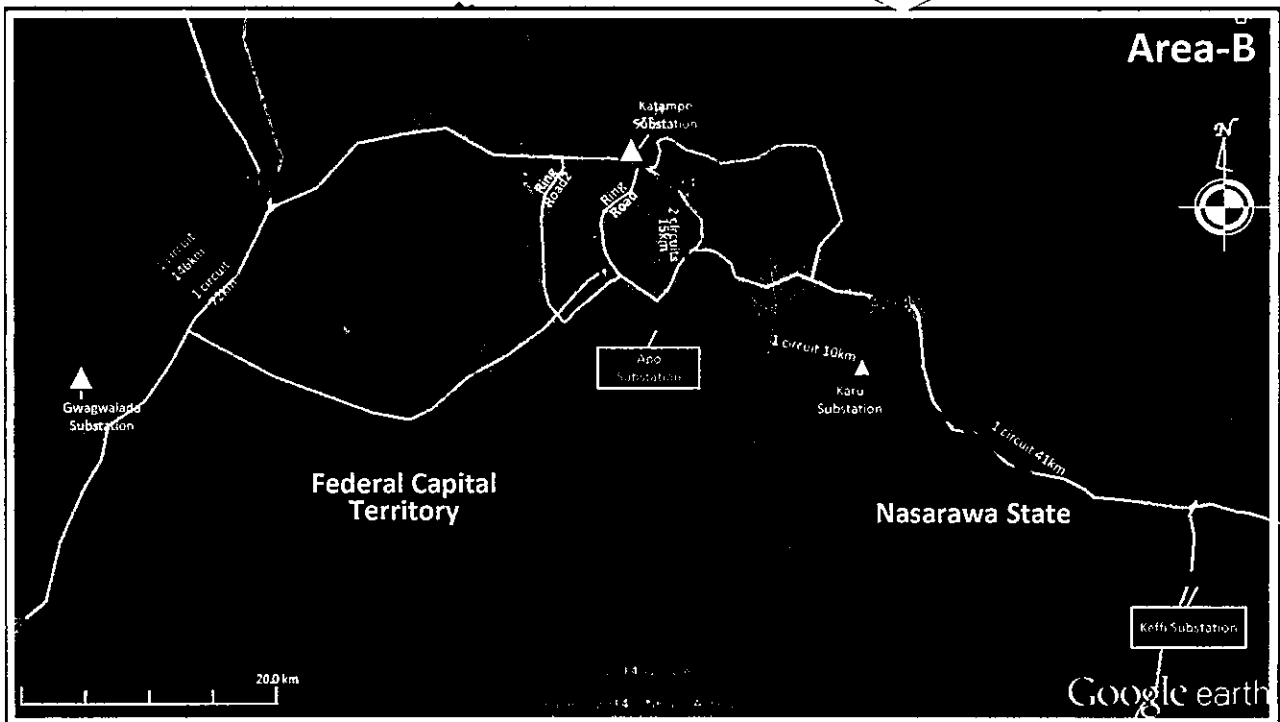 Area-B
N
Katampe
Substation
Ring
Road2
Ring
Road
2 circuits
15km
1 circuit
146km
1 circuit
72km
Apo
Substation
1 circuit 10km
Karu
Substation
Gwagwalada
Substation
1 circuit 41km
Federal Capital
Territory
Nasarawa State
Keffi Substation
20.0 km
Google earth